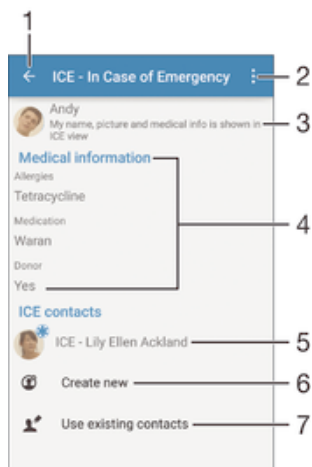 1
ICE - In Case of Emergency
2
Andy
My name, picture and medical info is shown in
ICE view
3
Medical information
Allergies
Tetracycline
Medication
Waran
4
Donor
Yes
ICE contacts
ICE - Lily Ellen Ackland
5
Create new
6
Use existing contacts
7